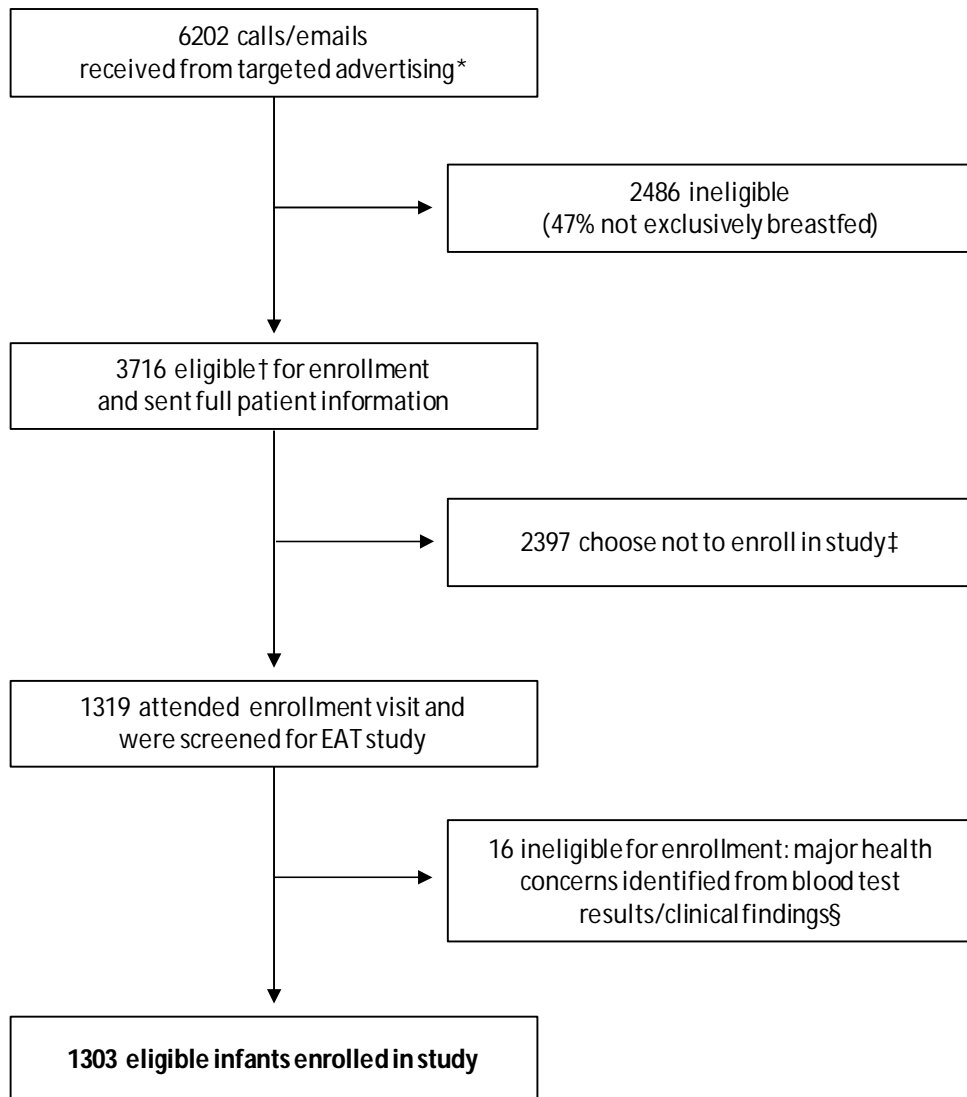 6202 calls/emails
received from targeted advertising*
2486 ineligible
(47% not exclusively breastfed)
3716 eligible† for enrollment
and sent full patient information
2397 choose not to enroll in study‡
1319 attended enrollment visit and
were screened for EAT study
16 ineligible for enrollment: major health
concerns identified from blood test
results/clinical findings§
1303 eligible infants enrolled in study